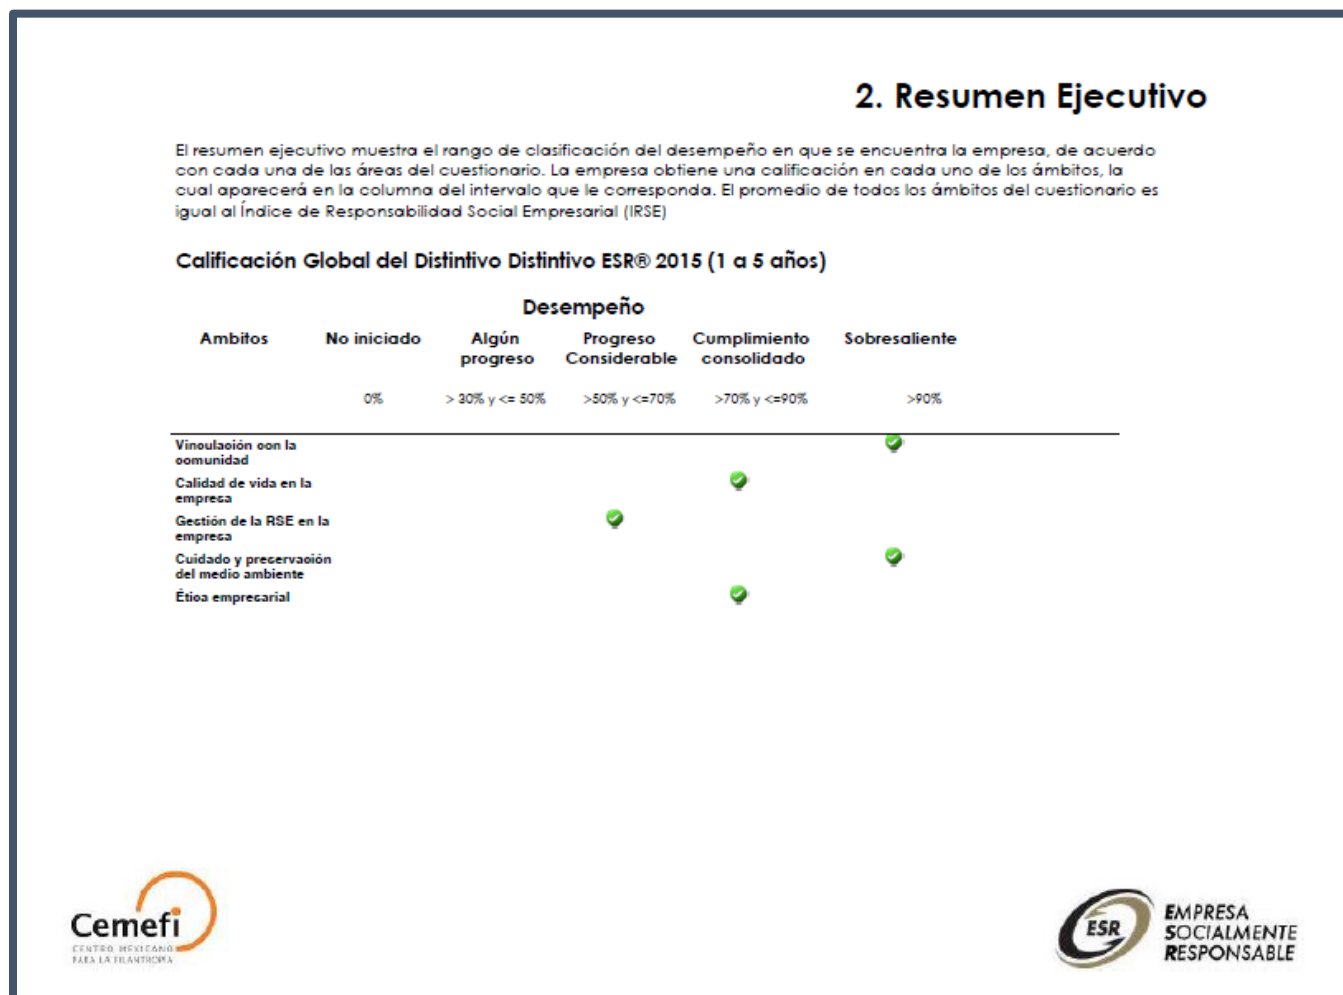 2. Resumen Ejecutivo
El resumen ejecutivo muestra el rango de clasificación del desempeño en que se encuentra la empresa, de acuerdo
con cada una de las áreas del cuestionario. La empresa obtiene una calificación en cada uno de los ámbitos, la
cual aparecerá en la columna del intervalo que le corresponda. El promedio de todos los ámbitos del cuestionario es
igual al Índice de Responsabilidad Social Empresarial (IRSE)
Calificación Global del Distintivo Distintivo ESR® 2015 (1 a 5 años)
Desempeño
Ambitos No iniciado Algún Progreso Cumplimiento Sobresaliente
progreso Considerable consolidado
0% > 30% y <= 50% >50% y <=70% >70% y <=90% >90%
Vinculación con la
comunidad
Calidad de vida en la
empresa
Gestión de la RSE en la
empresa
Cuidado y preservación
del medio ambiente
Ética empresarial
Cemefi
CENTRO MEXICANO
PARA LA FILANTROPÍA
ESR
EMPRESA
SOCIALMENTE
RESPONSABLE